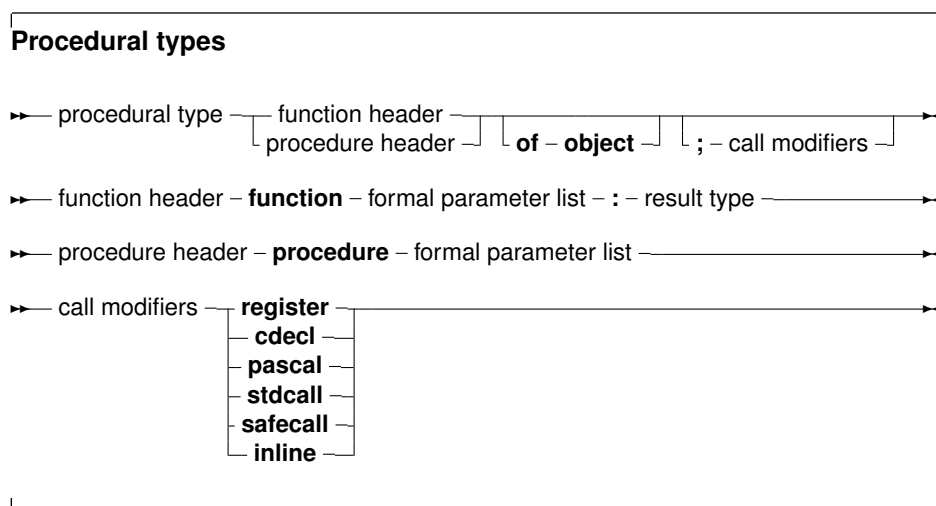 Procedural types
procedural type function header
procedure header of object ; call modifiers
function header function formal parameter list : result type
procedure header procedure formal parameter list
call modifiers register
cdecl
pascal
stdcall
safecall
inline